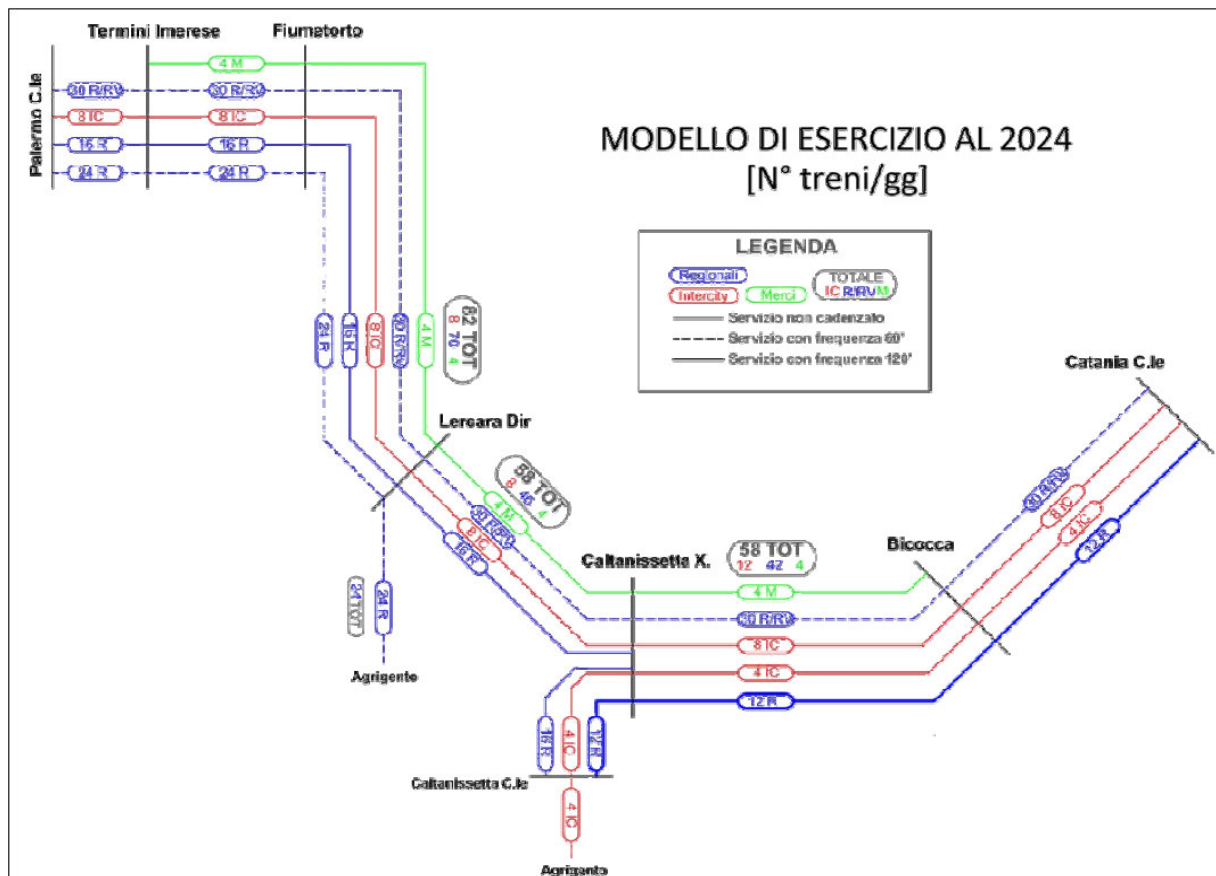 Termini Imerese
Fiumetorto
Palermo C.le
4 M
30 R/RV
30 R/RV
8 IC
8 IC
16 R
16 R
24 R
24 R
MODELLO DI ESERCIZIO AL 2024
[N° treni/gg]
LEGENDA
Regionali
TOTALE
IC R/RV M
Intercity
Merci
Servizio non cadenzato
Servizio con frequenza 60'
Servizio con frequenza 120'
24 R
16 R
8 IC
30 R/RV
4 M
82 TOT
8 70 4
Catania C.le
Lercara Dir
58 TOT
8 46 4
4 M
30 R/RV
8 IC
16 R
30 R/RV
8 IC
4 IC
12 R
Bicocca
58 TOT
12 42 4
Caltanissetta X.
4 M
30 R/RV
8 IC
4 IC
12 R
24 TOT
24 R
Agrigento
16 R
4 IC
12 R
Caltanissetta C.le
4 IC
Agrigento